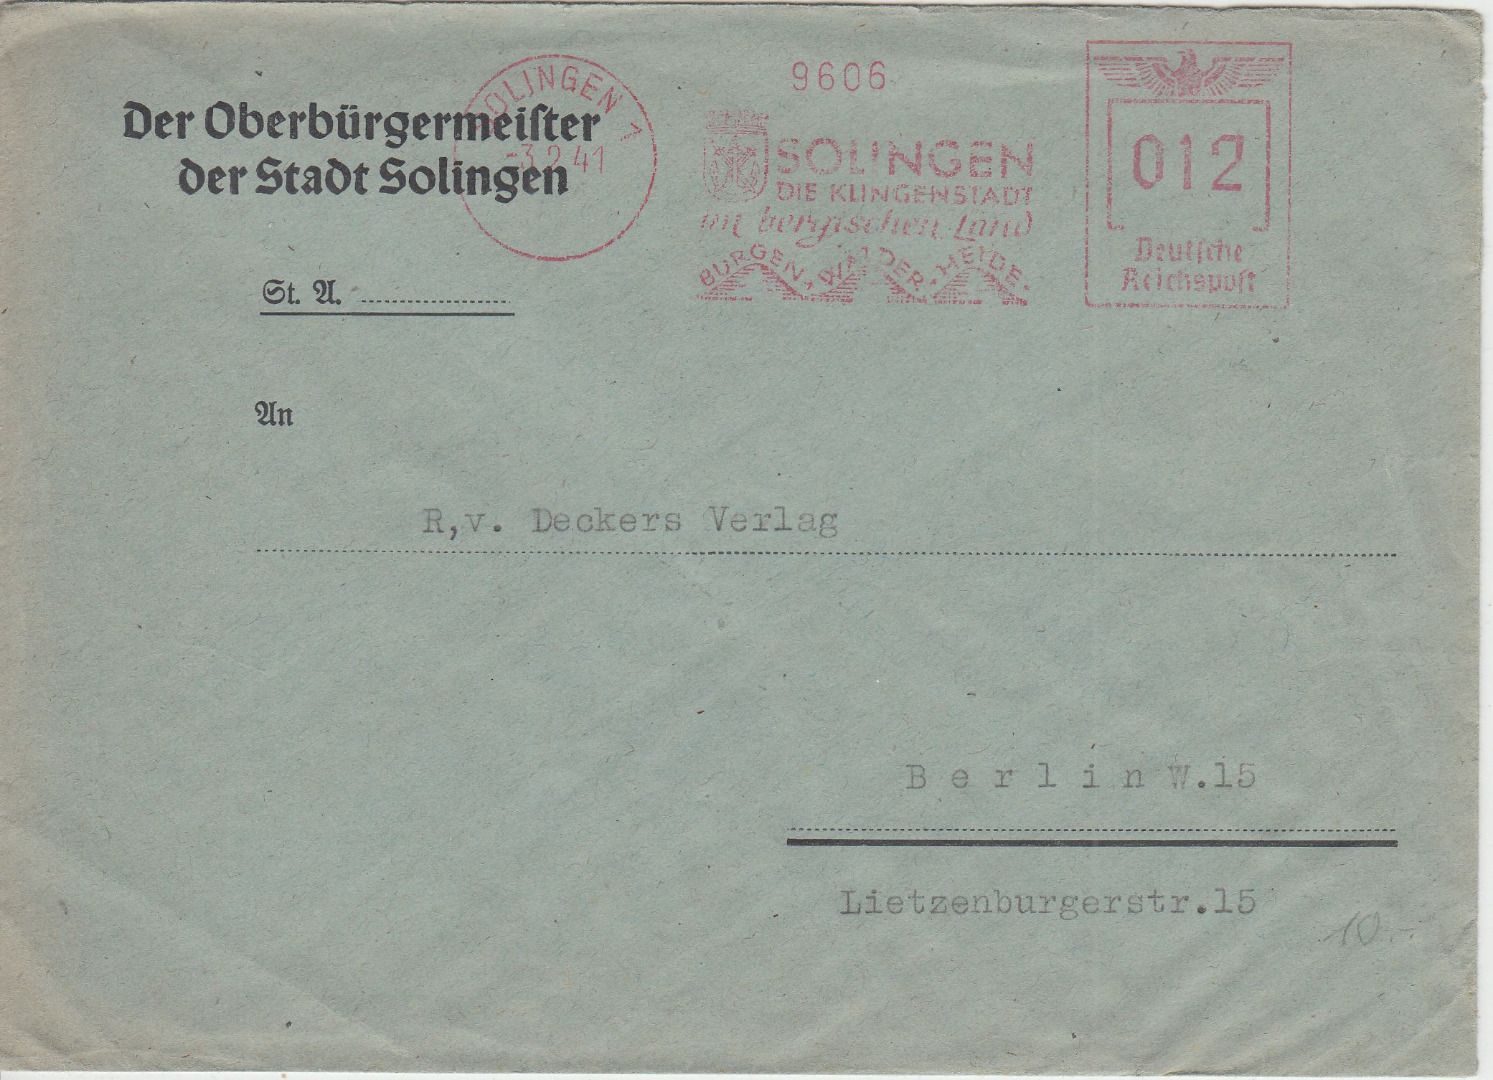 Der Oberbürgermeiſter
der Stadt Solingen
St. A.
SOLINGEN 1
-3.2.41
9606
SOLINGEN
DIE KLINGENSTADT
im bergischen Land
BURGEN, WÄLDER, HEIDE.
012
Deutſche
Reichspoſt
An
R,v. Deckers Verlag
B e r l i n W.15
Lietzenburgerstr.15
10.-